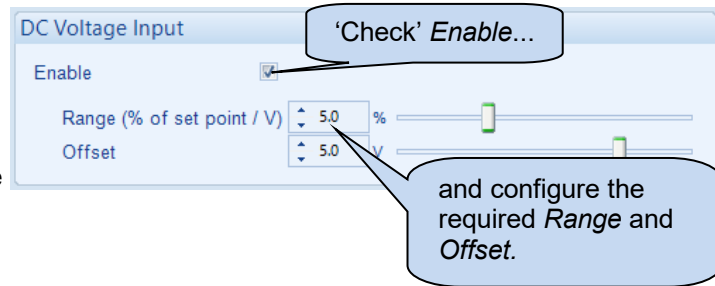 DC Voltage Input
'Check' Enable...
Enable
Range (% of set point / V) 5.0 %
Offset 5.0 V
and configure the
required Range and
Offset.